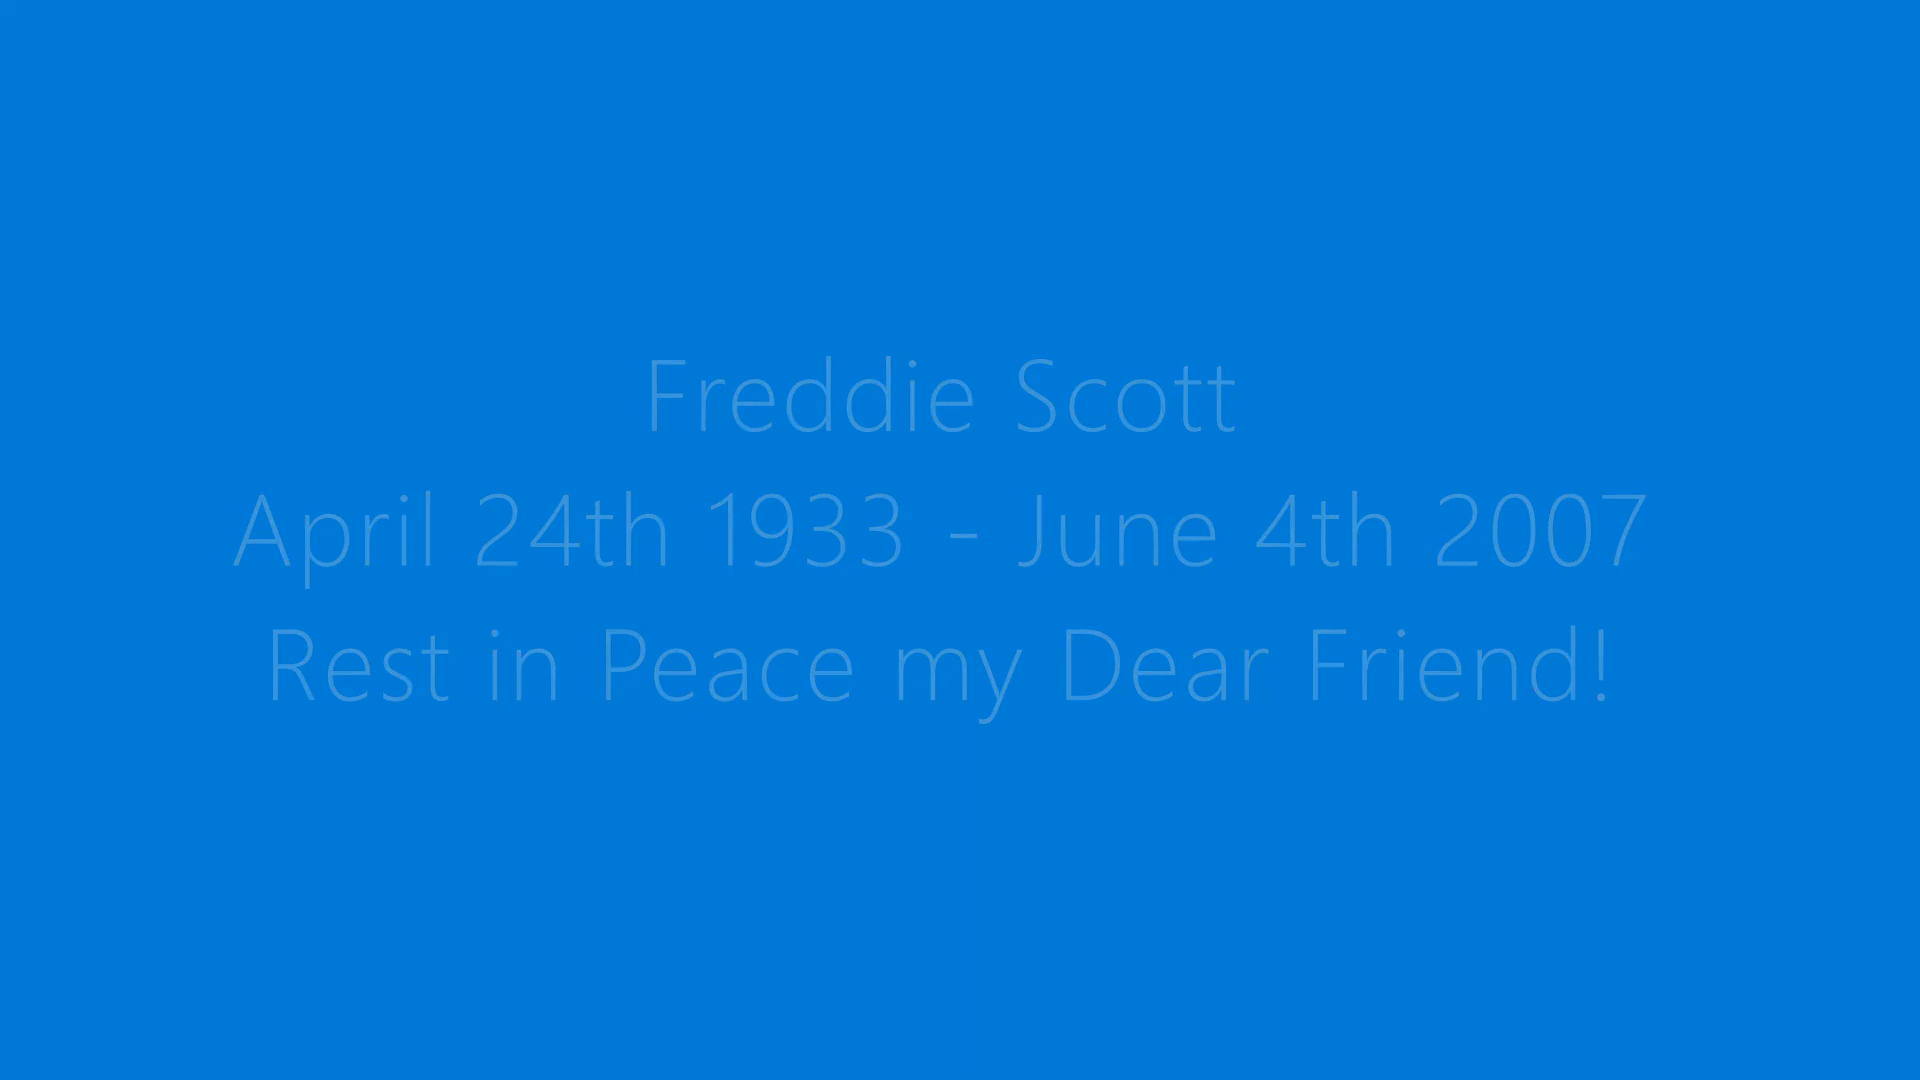 Freddie Scott
April 24th 1933 - June 4th 2007
Rest in Peace my Dear Friend!